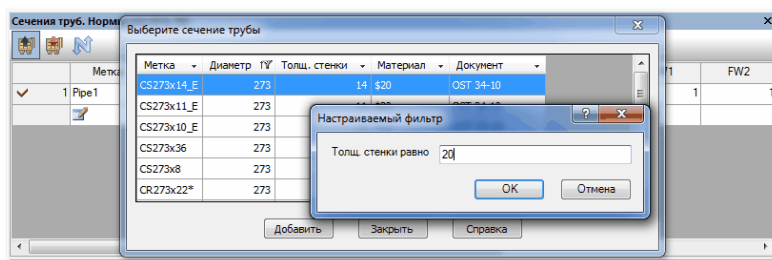 Сечения труб. Норм
Выберите сечение трубы
Метка Диаметр Толщ. стенки Материал Документ
CS273x14_E 273 14 $20 OST 34-10
CS273x11_E 273
CS273x10_E 273
CS273x36 273
CS273x8 273
CR273x22* 273
Добавить Закрыть Справка
Настраиваемый фильтр
Толщ. стенки равно 20
OK Отмена
Метка FW2
1 Pipe1 1 1